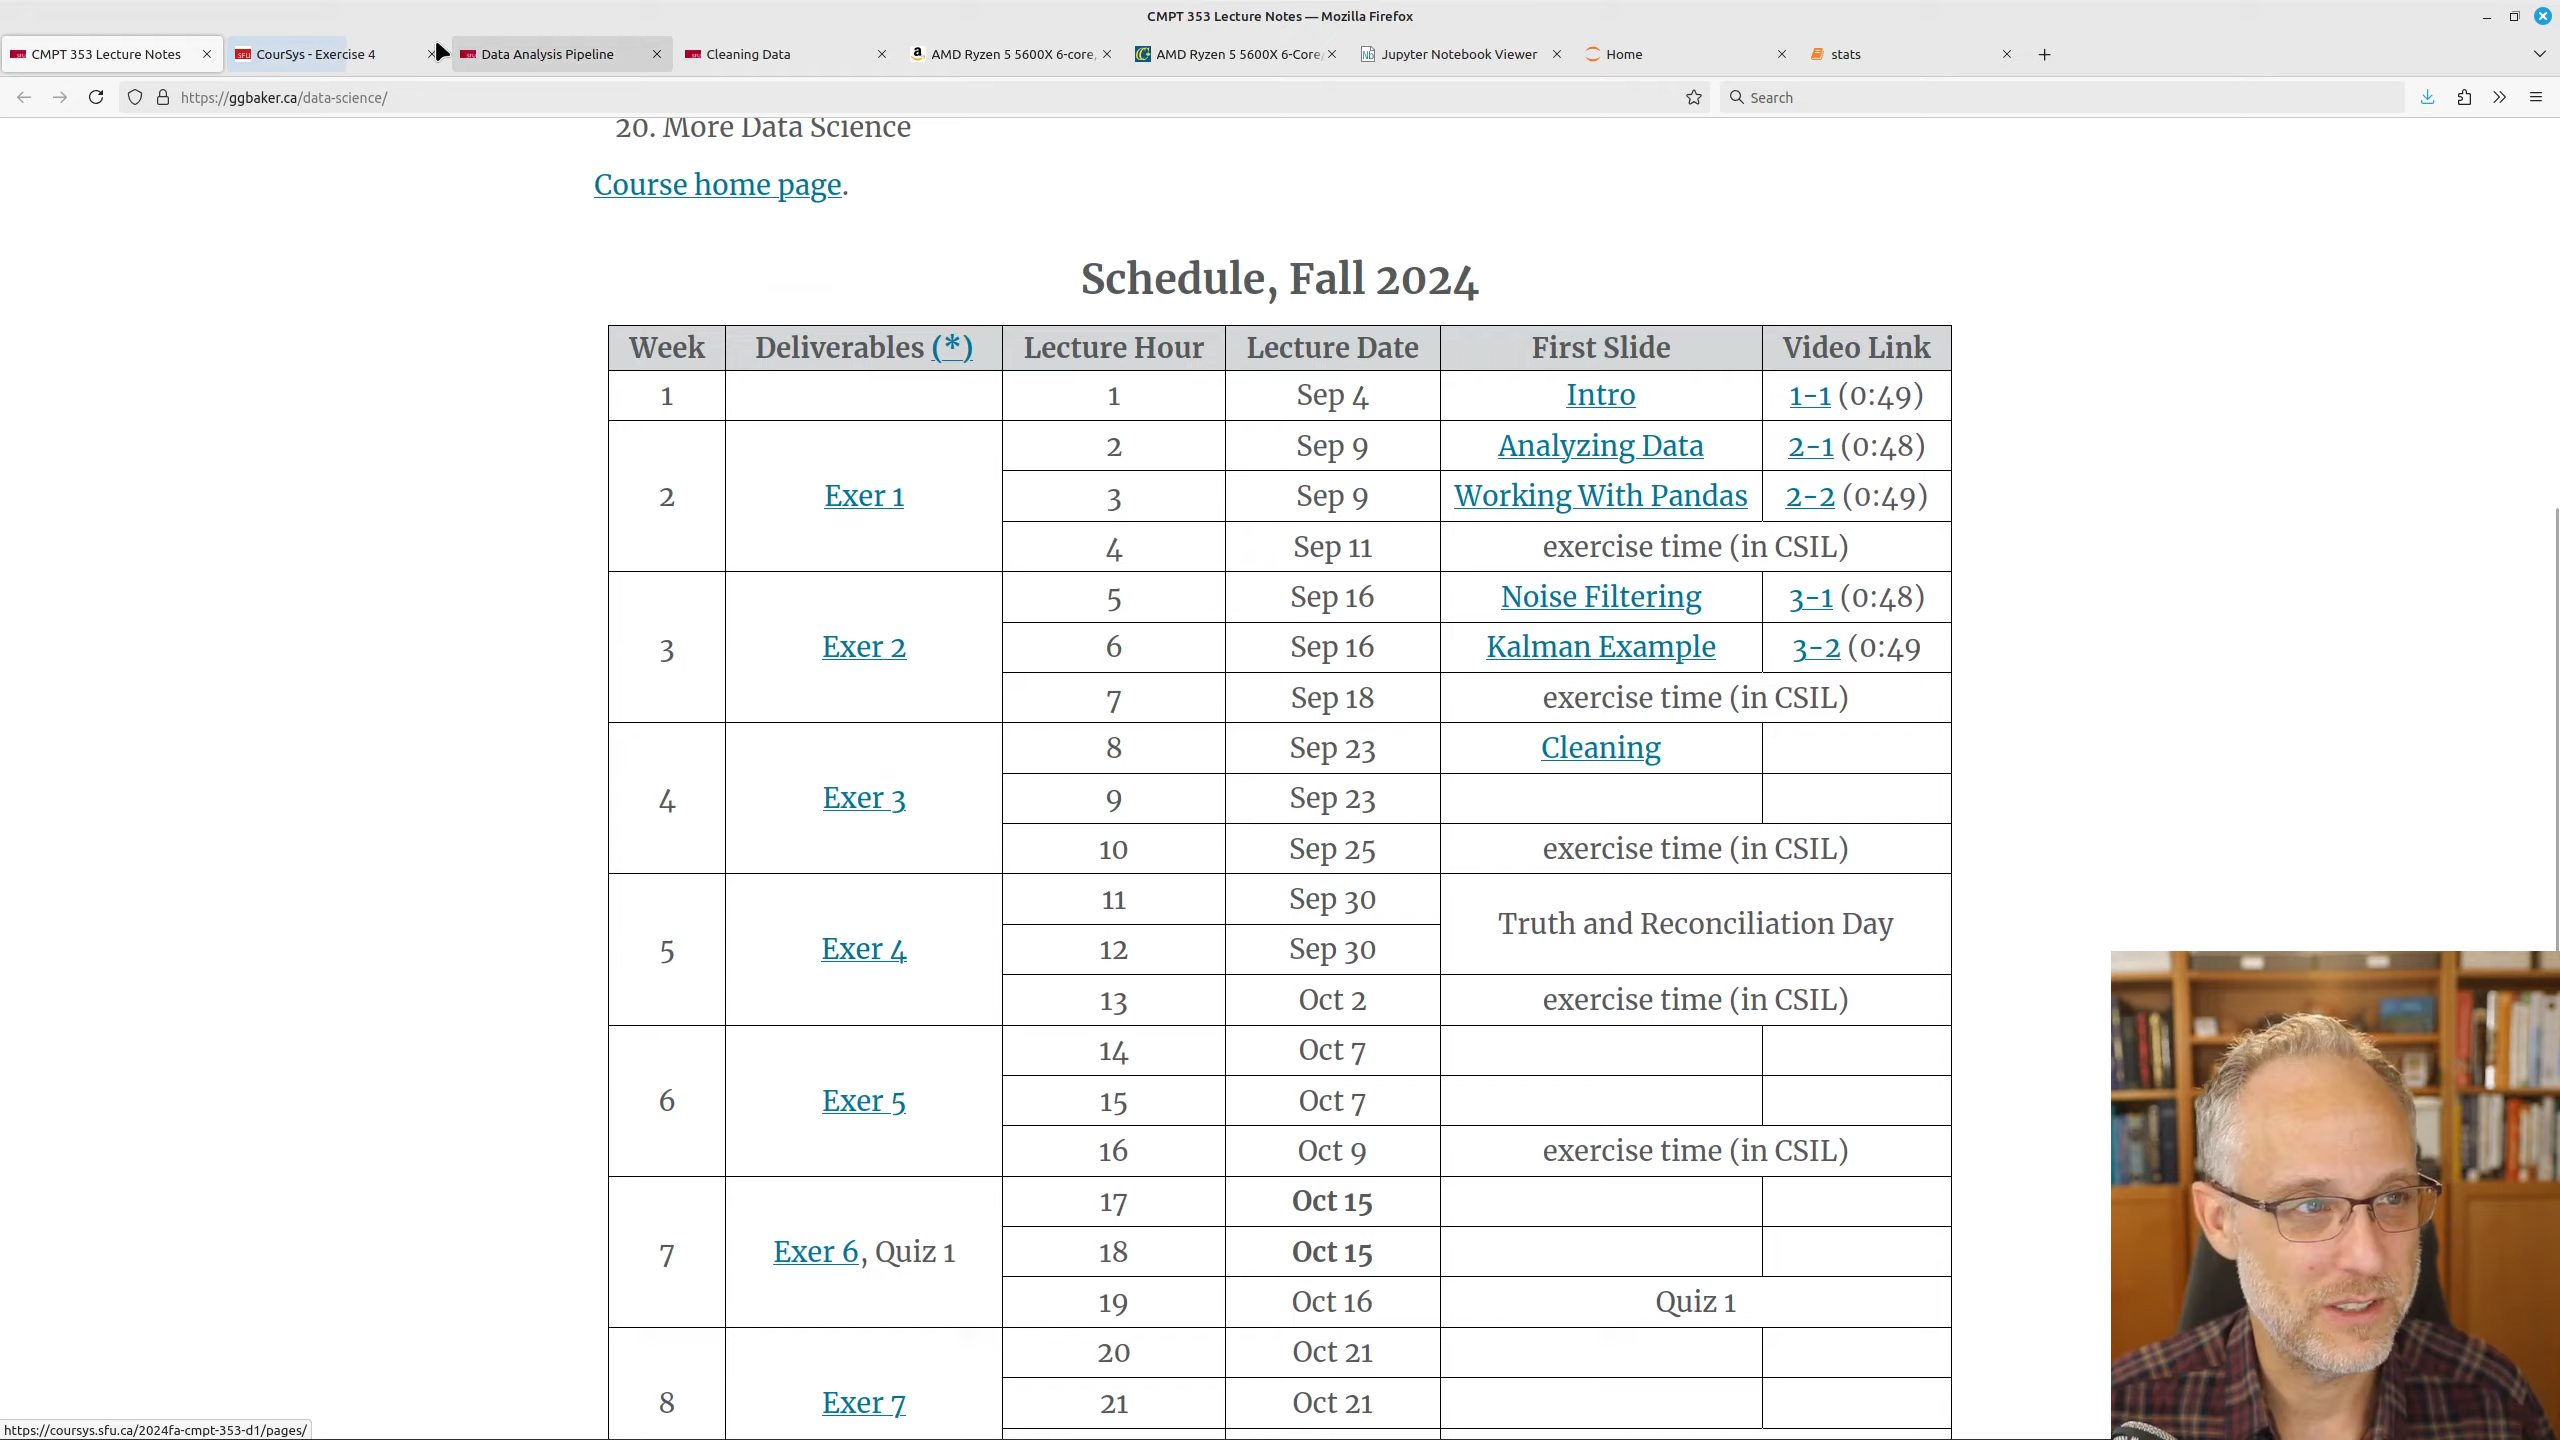 CMPT 353 Lecture Notes — Mozilla Firefox
CMPT 353 Lecture Notes
CourSys - Exercise 4
Data Analysis Pipeline
Cleaning Data
AMD Ryzen 5 5600X 6-core,
AMD Ryzen 5 5600X 6-Core,
Jupyter Notebook Viewer
Home
stats
https://ggbaker.ca/data-science/
Search
20. More Data Science
Course home page.
Schedule, Fall 2024
Week Deliverables (*) Lecture Hour Lecture Date First Slide Video Link
1 1 Sep 4 Intro 1-1 (0:49)
2 Exer 1 2 Sep 9 Analyzing Data 2-1 (0:48)
3 Sep 9 Working With Pandas 2-2 (0:49)
4 Sep 11 exercise time (in CSIL)
3 Exer 2 5 Sep 16 Noise Filtering 3-1 (0:48)
6 Sep 16 Kalman Example 3-2 (0:49
7 Sep 18 exercise time (in CSIL)
4 Exer 3 8 Sep 23 Cleaning
9 Sep 23
10 Sep 25 exercise time (in CSIL)
5 Exer 4 11 Sep 30 Truth and Reconciliation Day
12 Sep 30
13 Oct 2 exercise time (in CSIL)
6 Exer 5 14 Oct 7
15 Oct 7
16 Oct 9 exercise time (in CSIL)
7 Exer 6, Quiz 1 17 Oct 15
18 Oct 15
19 Oct 16 Quiz 1
8 Exer 7 20 Oct 21
21 Oct 21
https://coursys.sfu.ca/2024fa-cmpt-353-d1/pages/